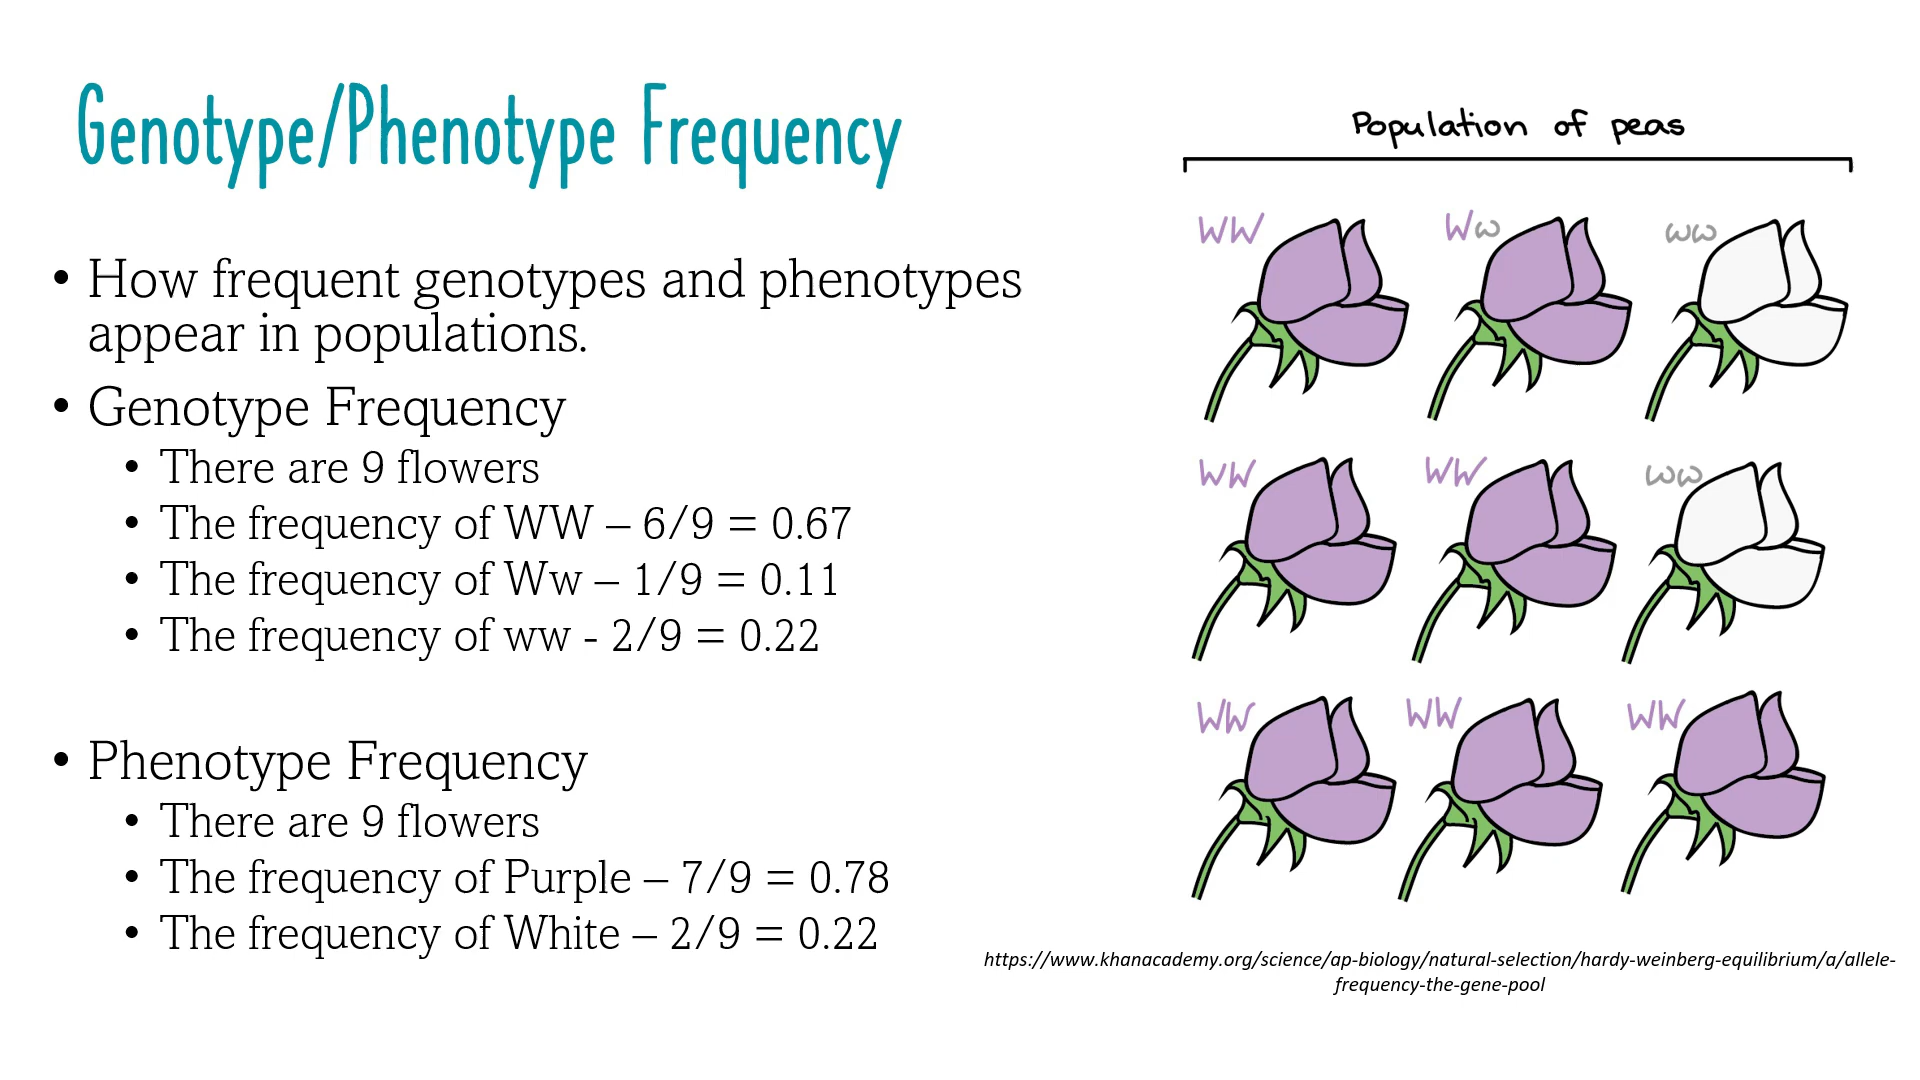 Genotype/Phenotype Frequency
• How frequent genotypes and phenotypes
appear in populations.
• Genotype Frequency
• There are 9 flowers
• The frequency of WW – 6/9 = 0.67
• The frequency of Ww – 1/9 = 0.11
• The frequency of ww - 2/9 = 0.22
• Phenotype Frequency
• There are 9 flowers
• The frequency of Purple – 7/9 = 0.78
• The frequency of White – 2/9 = 0.22
Population of peas
WW Ww ww
WW WW ww
WW WW WW
https://www.khanacademy.org/science/ap-biology/natural-selection/hardy-weinberg-equilibrium/a/allele-
frequency-the-gene-pool